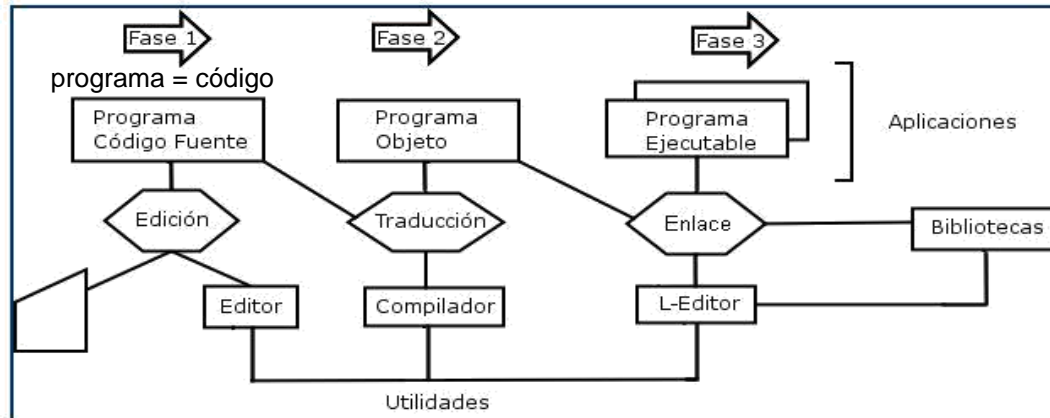 Fase 1
Fase 2
Fase 3
programa = código
Programa
Código Fuente
Programa
Objeto
Programa
Ejecutable
Aplicaciones
Edición
Traducción
Enlace
Bibliotecas
Editor
Compilador
L-Editor
Utilidades